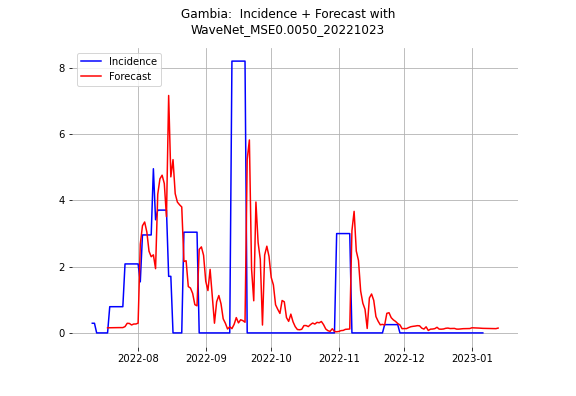 Gambia:  Incidence + Forecast with
WaveNet_MSE0.0050_20221023
Incidence
Forecast
8
6
4
2
0
2022-08
2022-09
2022-10
2022-11
2022-12
2023-01